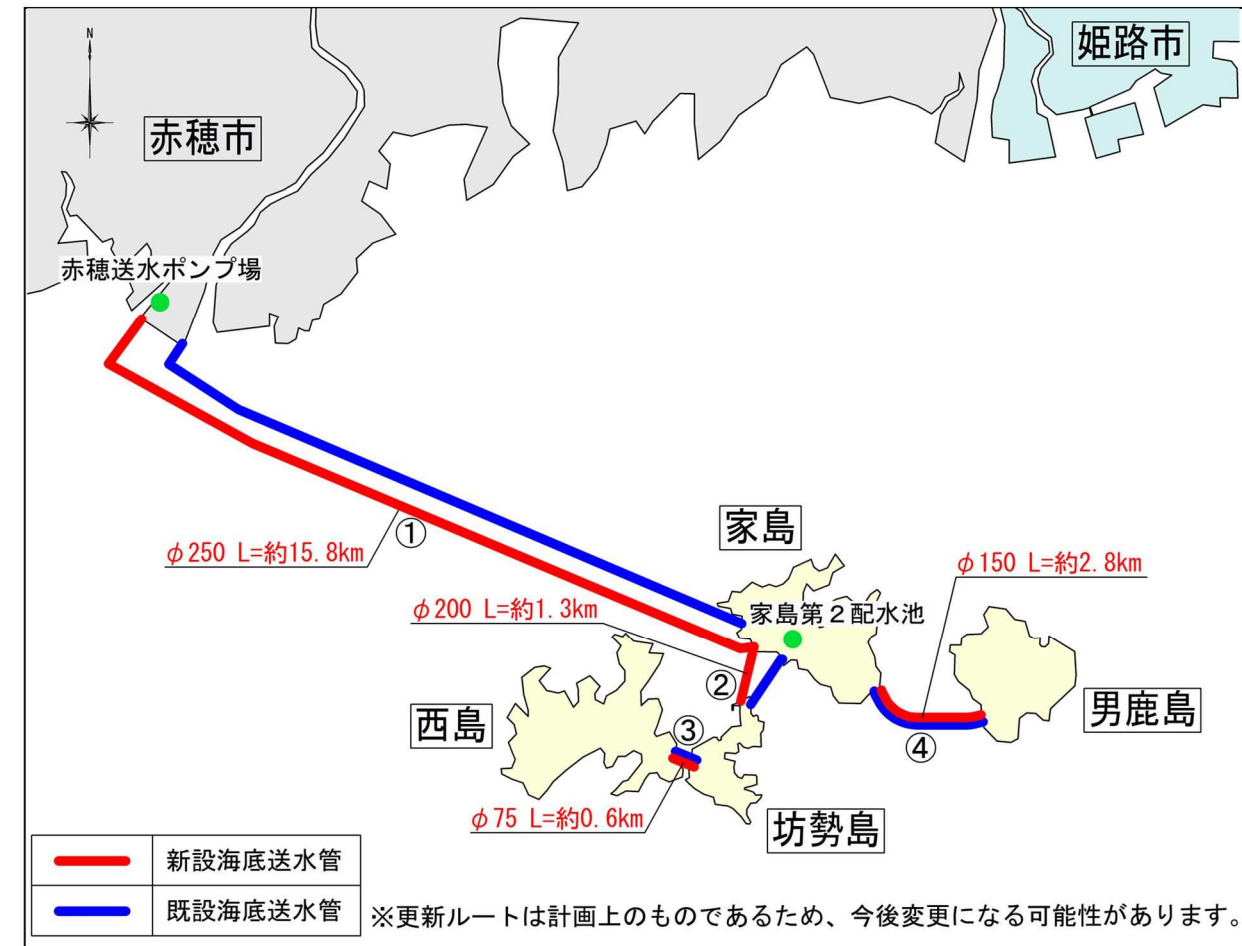 N
姫路市
赤穂市
赤穂送水ポンプ場
①
家島
φ250 L=約15.8km
φ150 L=約2.8km
φ200 L=約1.3km
家島第２配水池
②
西島
③
男鹿島
④
φ75 L=約0.6km
坊勢島
新設海底送水管
既設海底送水管
※更新ルートは計画上のものであるため、今後変更になる可能性があります。